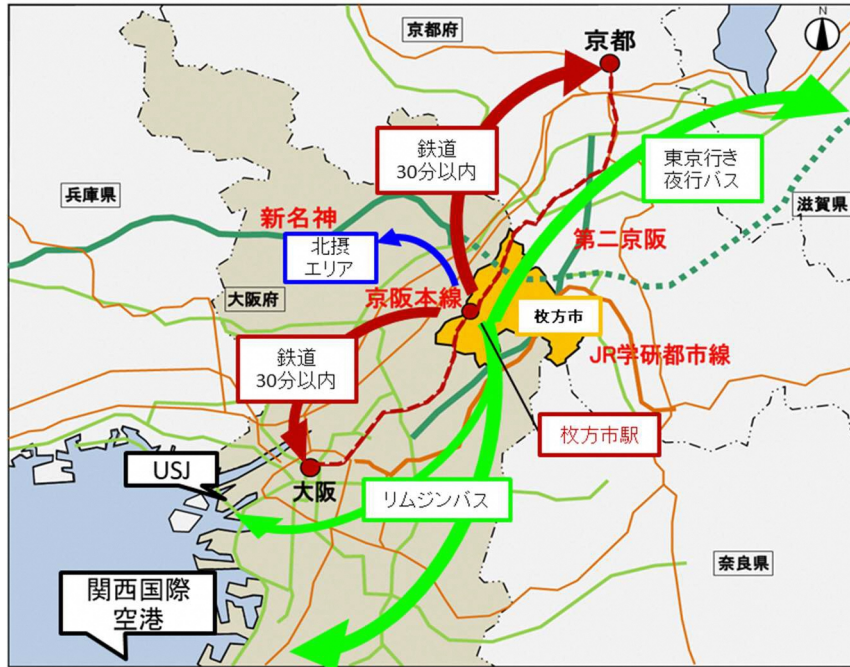 京都府
N
京都
鉄道
30分以内
東京行き
夜行バス
兵庫県
滋賀県
新名神
第二京阪
北摂
エリア
大阪府
京阪本線
枚方市
鉄道
30分以内
JR学研都市線
枚方市駅
USJ
大阪
リムジンバス
奈良県
関西国際
空港